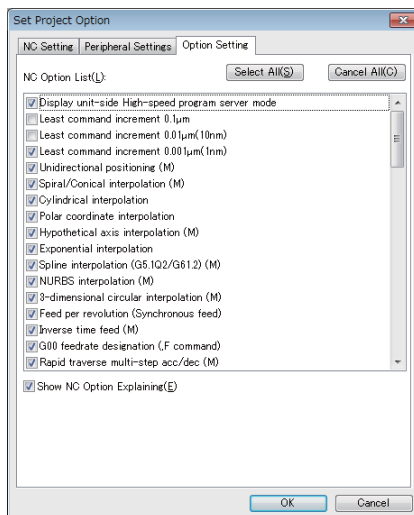 Set Project Option
NC Setting Peripheral Settings Option Setting
NC Option List(L): Select All(S) Cancel All(C)
Display unit-side High-speed program server mode
Least command increment 0.1μm
Least command increment 0.01μm(10nm)
Least command increment 0.001μm(1nm)
Unidirectional positioning (M)
Spiral/Conical interpolation (M)
Cylindrical interpolation
Polar coordinate interpolation
Hypothetical axis interpolation (M)
Exponential interpolation
Spline interpolation (G5.1Q2/G61.2) (M)
NURBS interpolation (M)
3-dimensional circular interpolation (M)
Feed per revolution (Synchronous feed)
Inverse time feed (M)
G00 feedrate designation (,F command)
Rapid traverse multi-step acc/dec (M)
Show NC Option Explaining(E)
OK Cancel